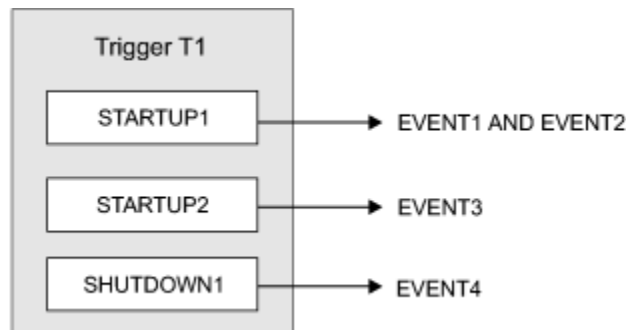 Trigger T1
STARTUP1
EVENT1 AND EVENT2
STARTUP2
EVENT3
SHUTDOWN1
EVENT4